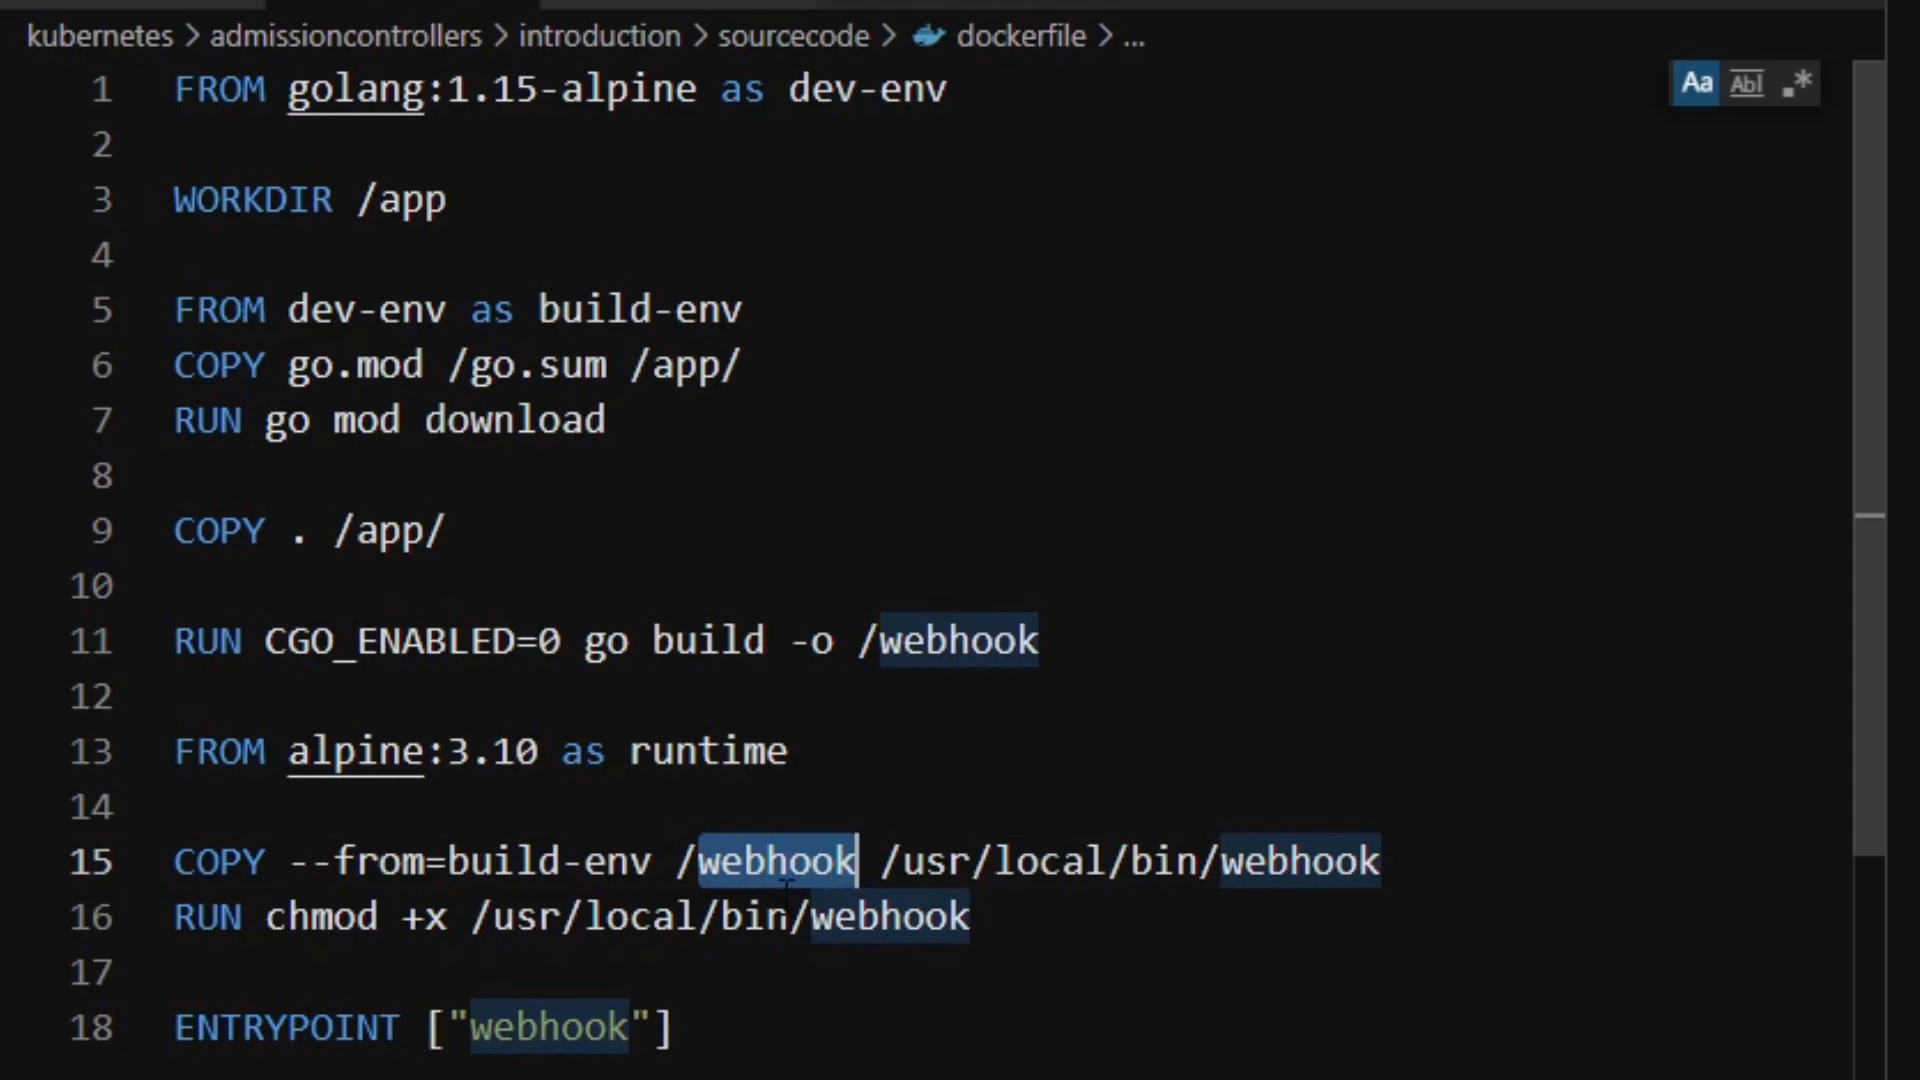 kubernetes > admissioncontrollers > introduction > sourcecode > dockerfile > ...
Aa Abl .*
1 FROM golang:1.15-alpine as dev-env
2
3 WORKDIR /app
4
5 FROM dev-env as build-env
6 COPY go.mod /go.sum /app/
7 RUN go mod download
8
9 COPY . /app/
10
11 RUN CGO_ENABLED=0 go build -o /webhook
12
13 FROM alpine:3.10 as runtime
14
15 COPY --from=build-env /webhook /usr/local/bin/webhook
16 RUN chmod +x /usr/local/bin/webhook
17
18 ENTRYPOINT ["webhook"]